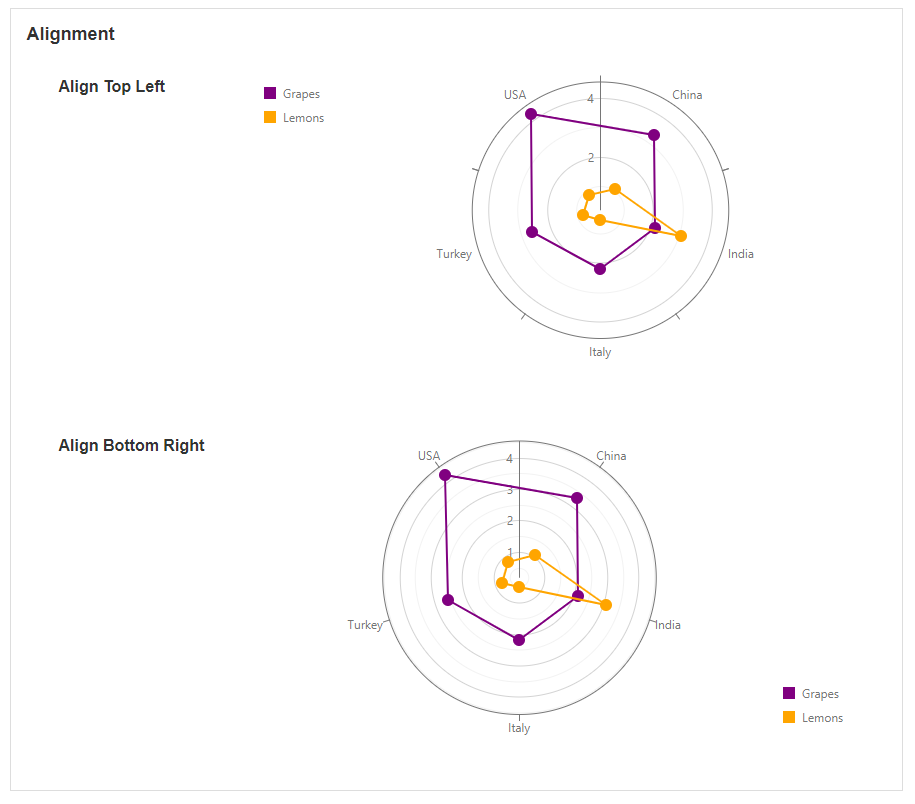 Alignment
Align Top Left
Grapes
Lemons
USA
China
4
2
Turkey
India
Italy
Align Bottom Right
USA
China
4
3
2
1
Turkey
India
Italy
Grapes
Lemons